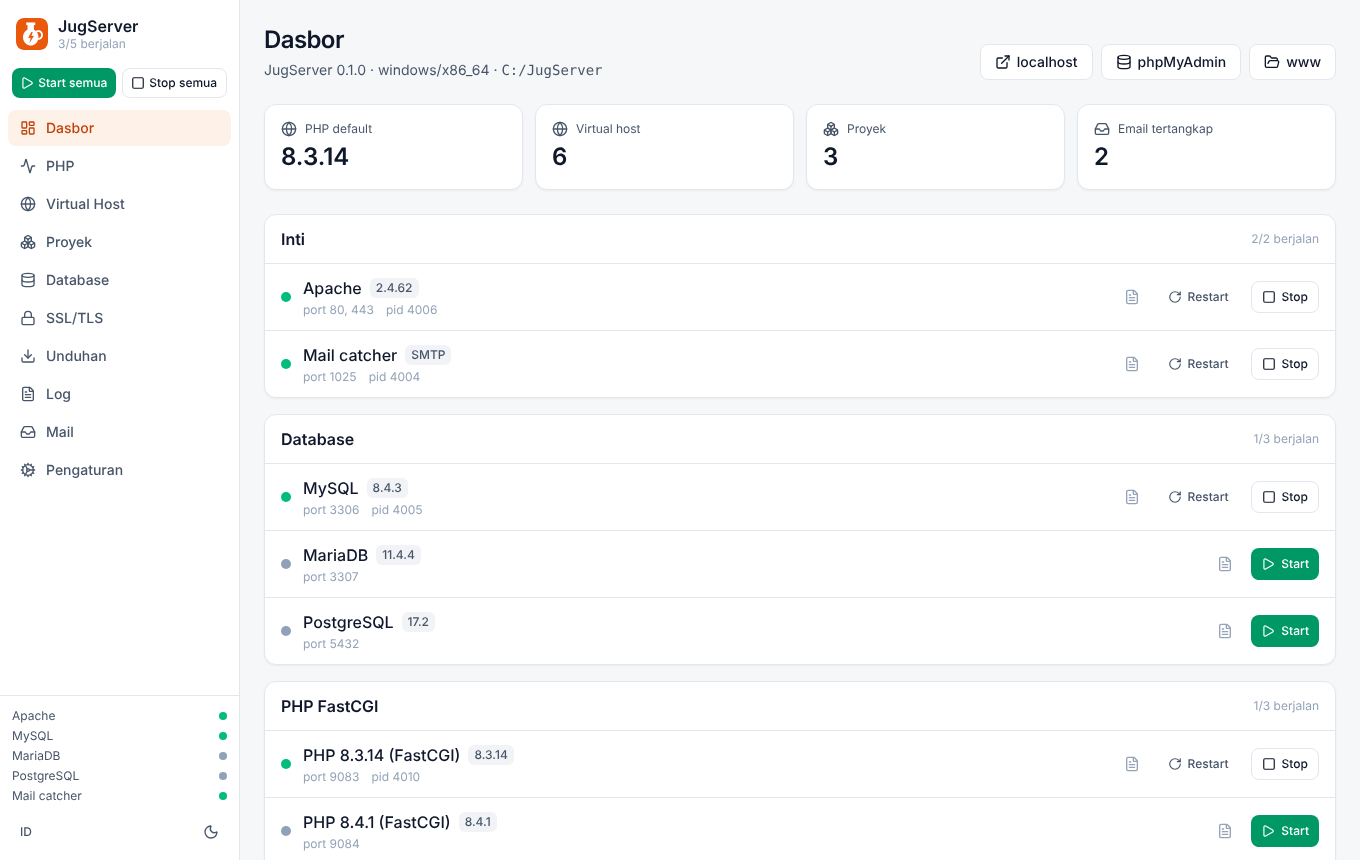 JugServer
3/5 berjalan
Start semua
Stop semua
Dasbor
PHP
Virtual Host
Proyek
Database
SSL/TLS
Unduhan
Log
Mail
Pengaturan
Apache
MySQL
MariaDB
PostgreSQL
Mail catcher
ID
Dasbor
JugServer 0.1.0 · windows/x86_64 · C:/JugServer
localhost
phpMyAdmin
www
PHP default
8.3.14
Virtual host
6
Proyek
3
Email tertangkap
2
Inti
2/2 berjalan
Apache 2.4.62
port 80, 443 pid 4006
Restart
Stop
Mail catcher SMTP
port 1025 pid 4004
Restart
Stop
Database
1/3 berjalan
MySQL 8.4.3
port 3306 pid 4005
Restart
Stop
MariaDB 11.4.4
port 3307
Start
PostgreSQL 17.2
port 5432
Start
PHP FastCGI
1/3 berjalan
PHP 8.3.14 (FastCGI) 8.3.14
port 9083 pid 4010
Restart
Stop
PHP 8.4.1 (FastCGI) 8.4.1
port 9084
Start